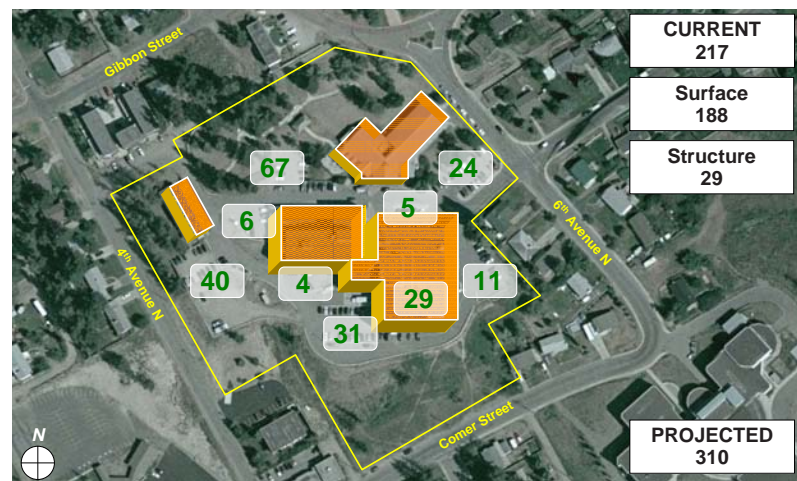 Gibbon Street
CURRENT
217
Surface
188
Structure
29
67
24
6
5
6th Avenue N
4th Avenue N
40
4
29
11
31
Comer Street
N
PROJECTED
310